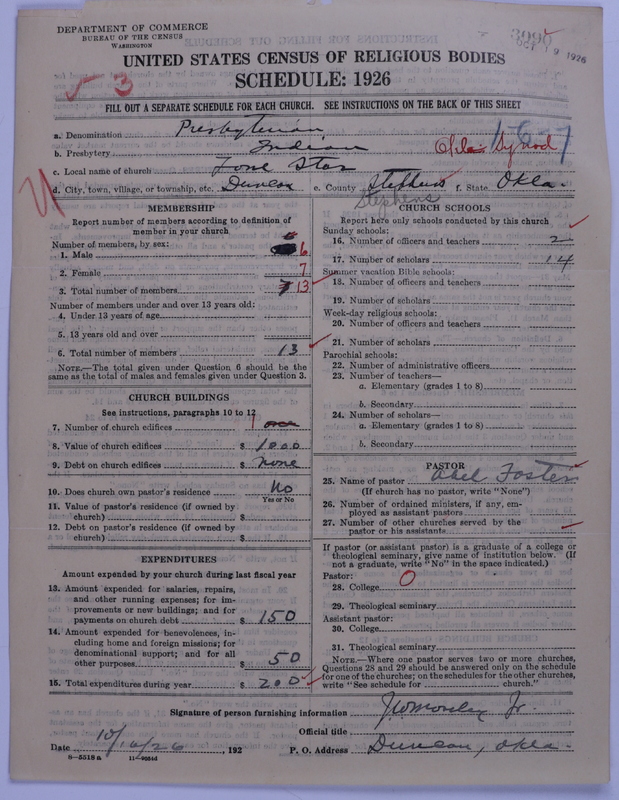 DEPARTMENT OF COMMERCE
BUREAU OF THE CENSUS
WASHINGTON
3990
OCT 19 1926
UNITED STATES CENSUS OF RELIGIOUS BODIES
SCHEDULE: 1926
3
FILL OUT A SEPARATE SCHEDULE FOR EACH CHURCH. SEE INSTRUCTIONS ON THE BACK OF THIS SHEET
a. Denomination Presbyterian
1-6-7
b. Presbytery Indian Okla. Synod
c. Local name of church Lone Star
d. City, town, village, or township, etc. Duncan e. County Stephens f. State Okla.
Stephens
MEMBERSHIP
Report number of members according to definition of member in your church
Number of members, by sex:
1. Male 6
2. Female 7
3. Total number of members 13
Number of members under and over 13 years old:
4. Under 13 years of age
5. 13 years old and over
6. Total number of members 13
NOTE.—The total given under Question 6 should be the
same as the total of males and females given under Question 3.
CHURCH BUILDINGS
See instructions, paragraphs 10 to 12
7. Number of church edifices 1 one
8. Value of church edifices $ 1000
9. Debt on church edifices $ none
10. Does church own pastor's residence No
Yes or No
11. Value of pastor's residence (if owned by
church) $
12. Debt on pastor's residence (if owned by
church) $
EXPENDITURES
Amount expended by your church during last fiscal year
13. Amount expended for salaries, repairs,
and other running expenses; for im-
provements or new buildings; and for
payments on church debt $ 150
14. Amount expended for benevolences, in-
cluding home and foreign missions; for
denominational support; and for all
other purposes $ 50
15. Total expenditures during year $ 200
CHURCH SCHOOLS
Report here only schools conducted by this church
Sunday schools:
16. Number of officers and teachers 2
17. Number of scholars 14
Summer vacation Bible schools:
18. Number of officers and teachers
19. Number of scholars
Week-day religious schools:
20. Number of officers and teachers
21. Number of scholars
Parochial schools:
22. Number of administrative officers
23. Number of teachers—
a. Elementary (grades 1 to 8)
b. Secondary
24. Number of scholars—
a. Elementary (grades 1 to 8)
b. Secondary
PASTOR
25. Name of pastor Abel Foster
(If church has no pastor, write "None")
26. Number of ordained ministers, if any, em-
ployed as assistant pastors
27. Number of other churches served by the
pastor or his assistants
If pastor (or assistant pastor) is a graduate of a college or
theological seminary, give name of institution below. (If
not a graduate, write "No" in the space indicated.)
Pastor: O
28. College
29. Theological seminary
Assistant pastor:
30. College
31. Theological seminary
NOTE.—Where one pastor serves two or more churches,
Questions 28 and 29 should be answered only on the schedule
for one of the churches; on the schedules for the other churches,
write "See schedule for church."
Signature of person furnishing information Jr.
Official title
Date 10/16/26, 192 P. O. Address Duncan, Okla.